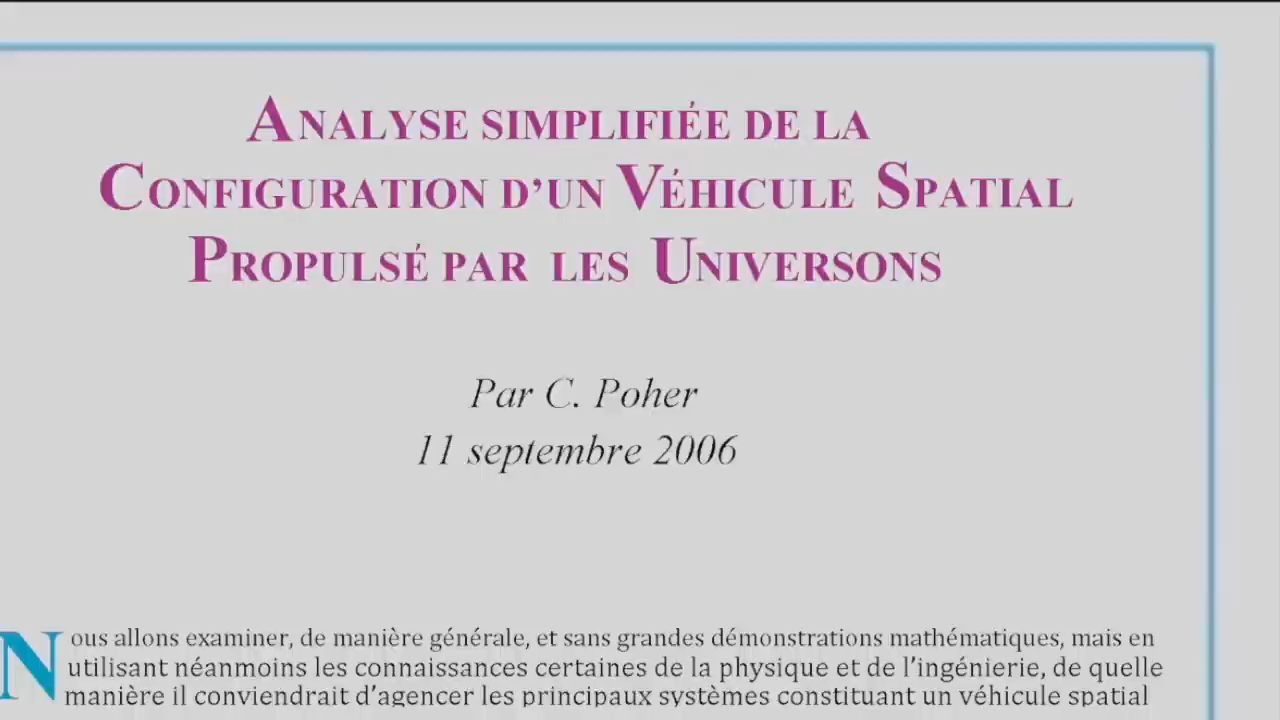 ANALYSE SIMPLIFIÉE DE LA
CONFIGURATION D'UN VÉHICULE SPATIAL
PROPULSÉ PAR LES UNIVERSONS
Par C. Poher
11 septembre 2006
Nous allons examiner, de manière générale, et sans grandes démonstrations mathématiques, mais en
utilisant néanmoins les connaissances certaines de la physique et de l'ingénierie, de quelle
manière il conviendrait d'agencer les principaux systèmes constituant un véhicule spatial